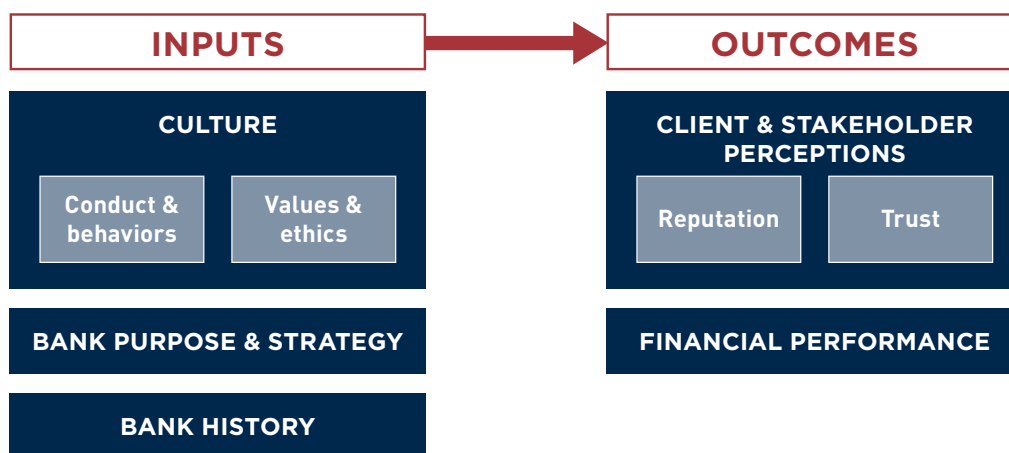 INPUTS
OUTCOMES
CULTURE
Conduct &
behaviors
Values &
ethics
BANK PURPOSE & STRATEGY
BANK HISTORY
CLIENT & STAKEHOLDER
PERCEPTIONS
Reputation
Trust
FINANCIAL PERFORMANCE